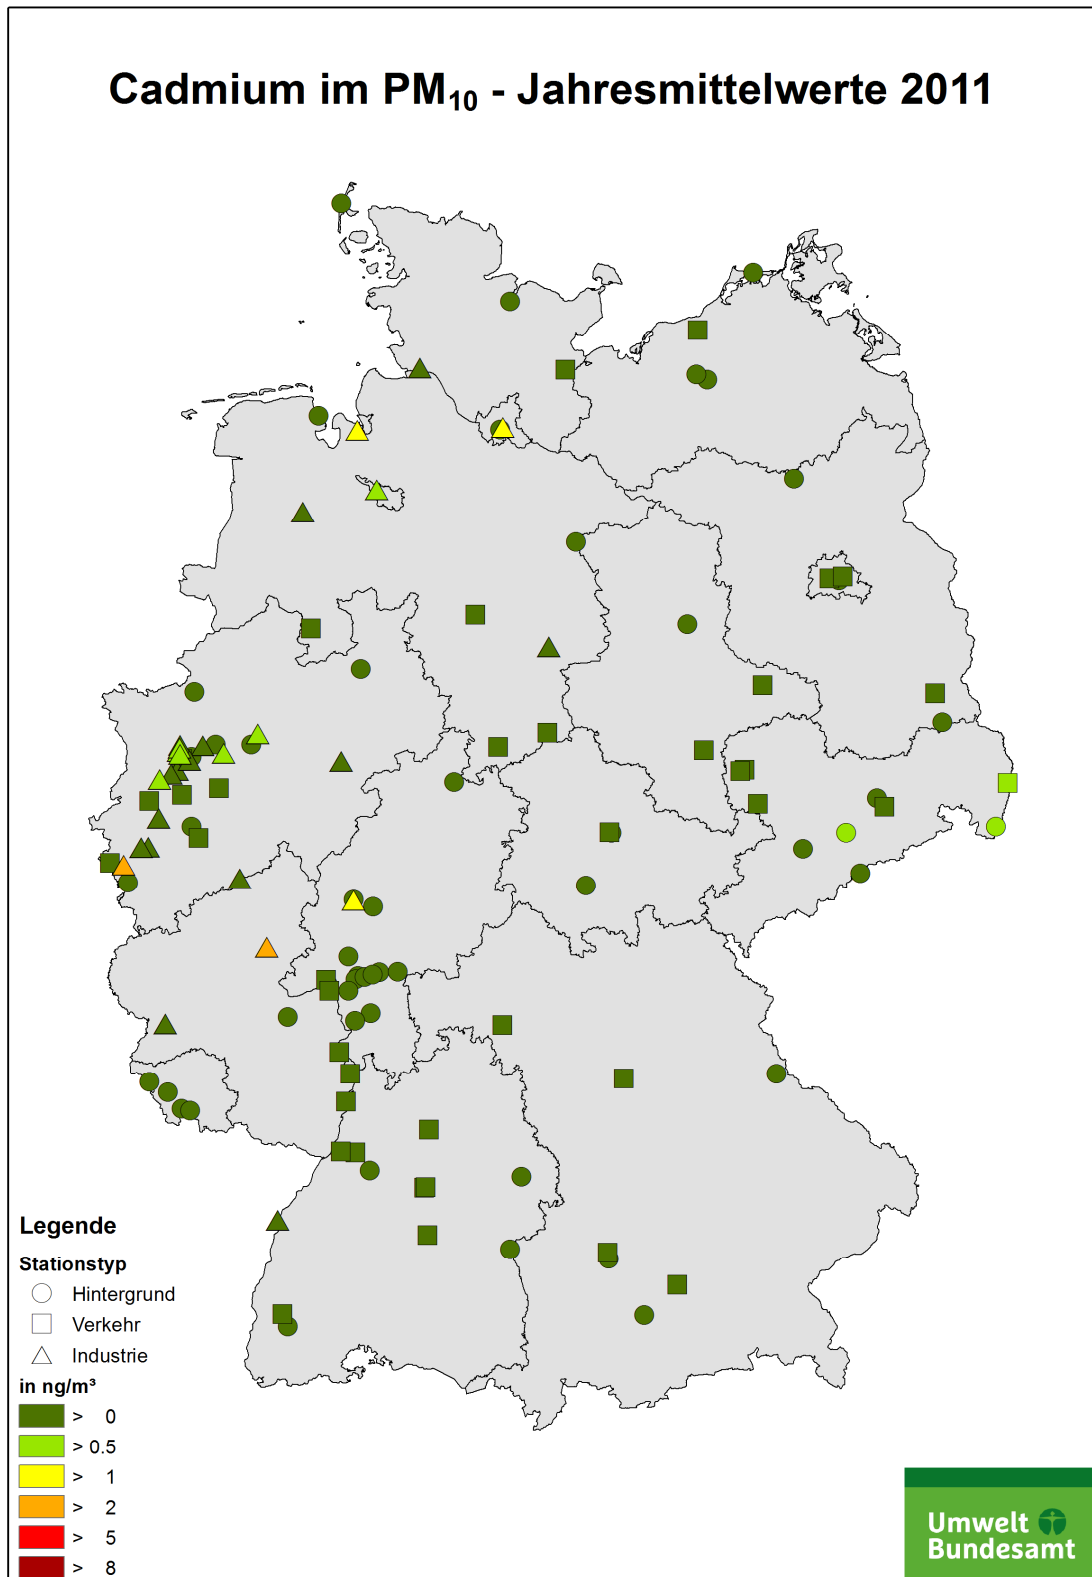 Cadmium im PM₁₀ - Jahresmittelwerte 2011
Legende
Stationstyp
Hintergrund
Verkehr
Industrie
in ng/m³
> 0
> 0.5
> 1
> 2
> 5
> 8
Umwelt
Bundesamt